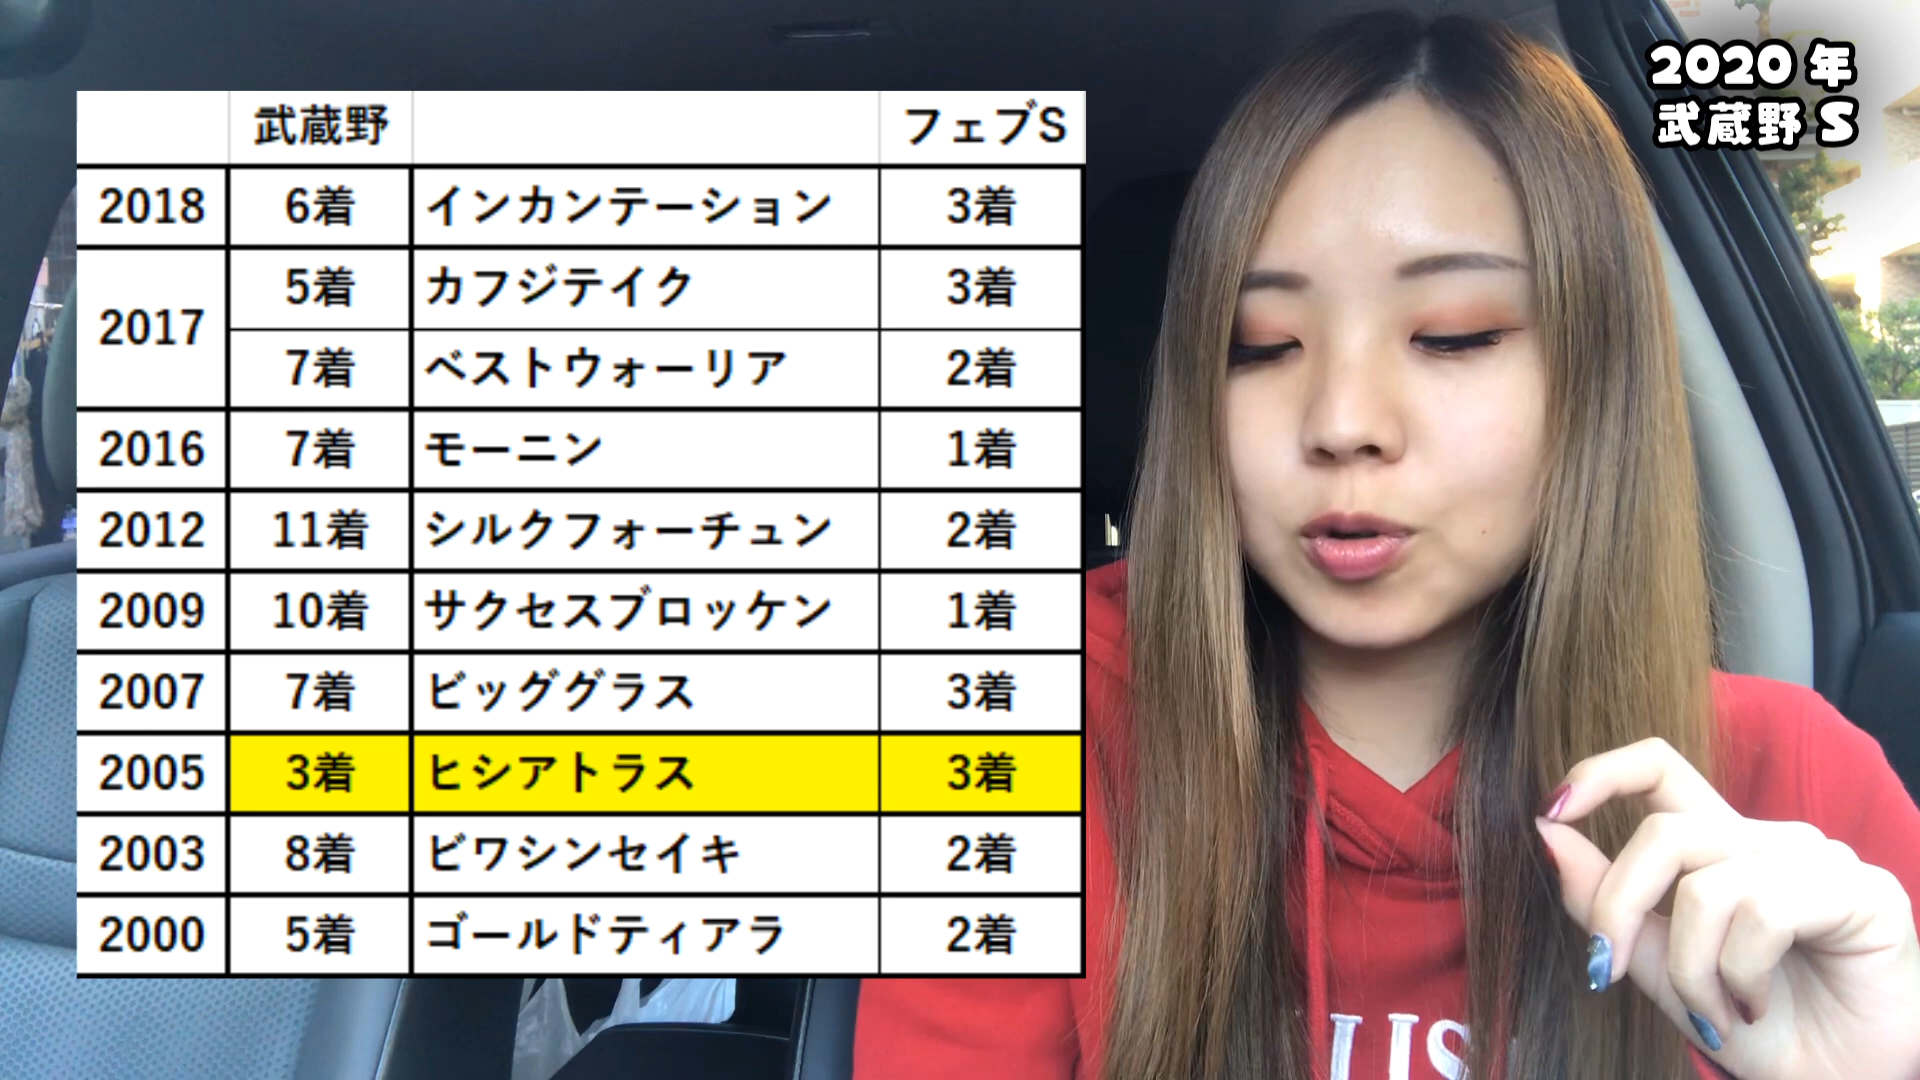 武蔵野 フェブS
2018 6着 インカンテーション 3着
2017 5着 カフジテイク 3着
7着 ベストウォーリア 2着
2016 7着 モーニン 1着
2012 11着 シルクフォーチュン 2着
2009 10着 サクセスブロッケン 1着
2007 7着 ビッググラス 3着
2005 3着 ヒシアトラス 3着
2003 8着 ビワシンセイキ 2着
2000 5着 ゴールドティアラ 2着
2020年
武蔵野S